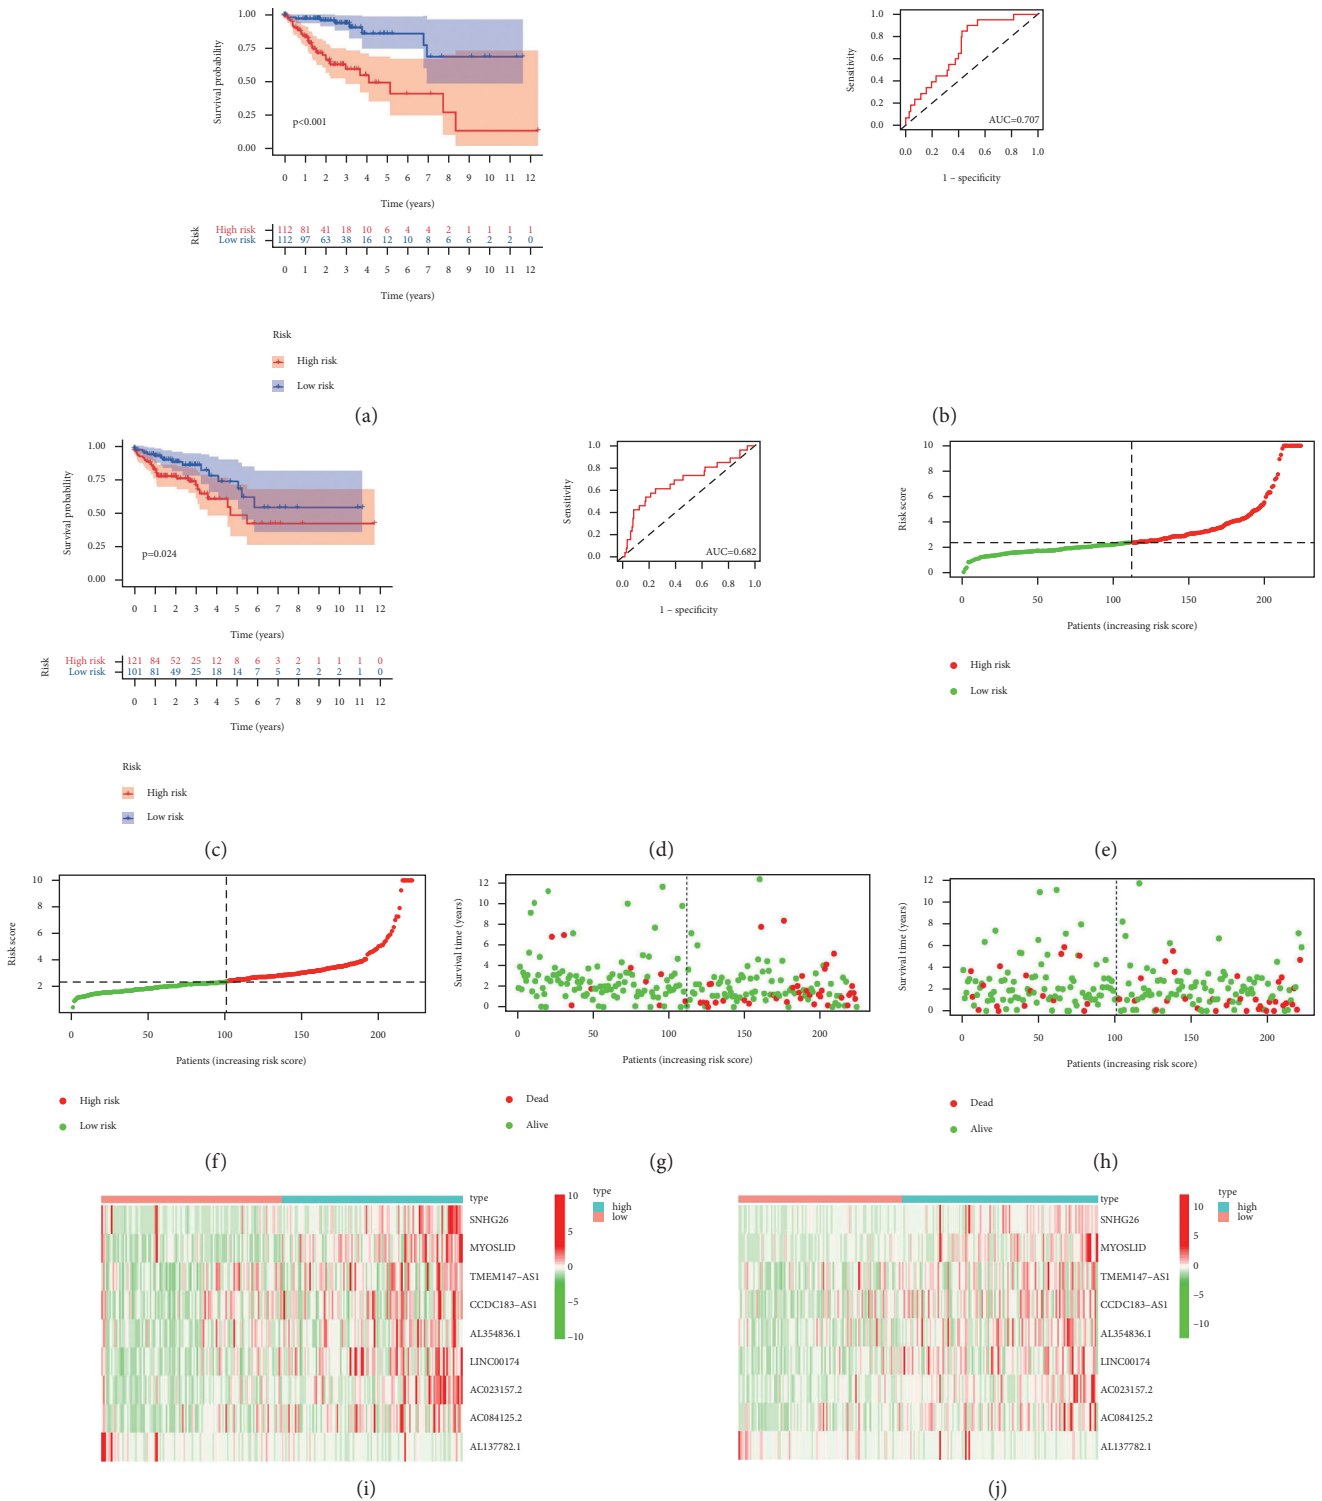 1.00
0.75
0.50
0.25
0.00
Survival probability
p<0.001
0 1 2 3 4 5 6 7 8 9 10 11 12
Time (years)
Risk
High risk 112 81 41 18 10 6 4 4 2 1 1 1 1
Low risk 112 97 63 38 16 12 10 8 6 6 2 2 0
0 1 2 3 4 5 6 7 8 9 10 11 12
Time (years)
Risk
High risk
Low risk
(a)
1.0
0.8
0.6
0.4
0.2
0.0
Sensitivity
AUC=0.707
0.0 0.2 0.4 0.6 0.8 1.0
1 – specificity
(b)
1.00
0.75
0.50
0.25
0.00
Survival probability
p=0.024
0 1 2 3 4 5 6 7 8 9 10 11 12
Time (years)
Risk
High risk 121 84 52 25 12 8 6 3 2 1 1 1 0
Low risk 101 81 49 25 18 14 7 5 2 2 2 1 0
0 1 2 3 4 5 6 7 8 9 10 11 12
Time (years)
Risk
High risk
Low risk
(c)
1.0
0.8
0.6
0.4
0.2
0.0
Sensitivity
AUC=0.682
0.0 0.2 0.4 0.6 0.8 1.0
1 – specificity
(d)
10
8
6
4
2
0
Risk score
0 50 100 150 200
Patients (increasing risk score)
High risk
Low risk
(e)
10
8
6
4
2
Risk score
0 50 100 150 200
Patients (increasing risk score)
High risk
Low risk
(f)
12
10
8
6
4
2
0
Survival time (years)
0 50 100 150 200
Patients (increasing risk score)
Dead
Alive
(g)
12
10
8
6
4
2
0
Survival time (years)
0 50 100 150 200
Patients (increasing risk score)
Dead
Alive
(h)
type
SNHG26
MYOSLID
TMEM147−AS1
CCDC183−AS1
AL354836.1
LINC00174
AC023157.2
AC084125.2
AL137782.1
10
5
0
−5
−10
type
high
low
(i)
type
SNHG26
MYOSLID
TMEM147−AS1
CCDC183−AS1
AL354836.1
LINC00174
AC023157.2
AC084125.2
AL137782.1
10
5
0
−5
−10
type
high
low
(j)